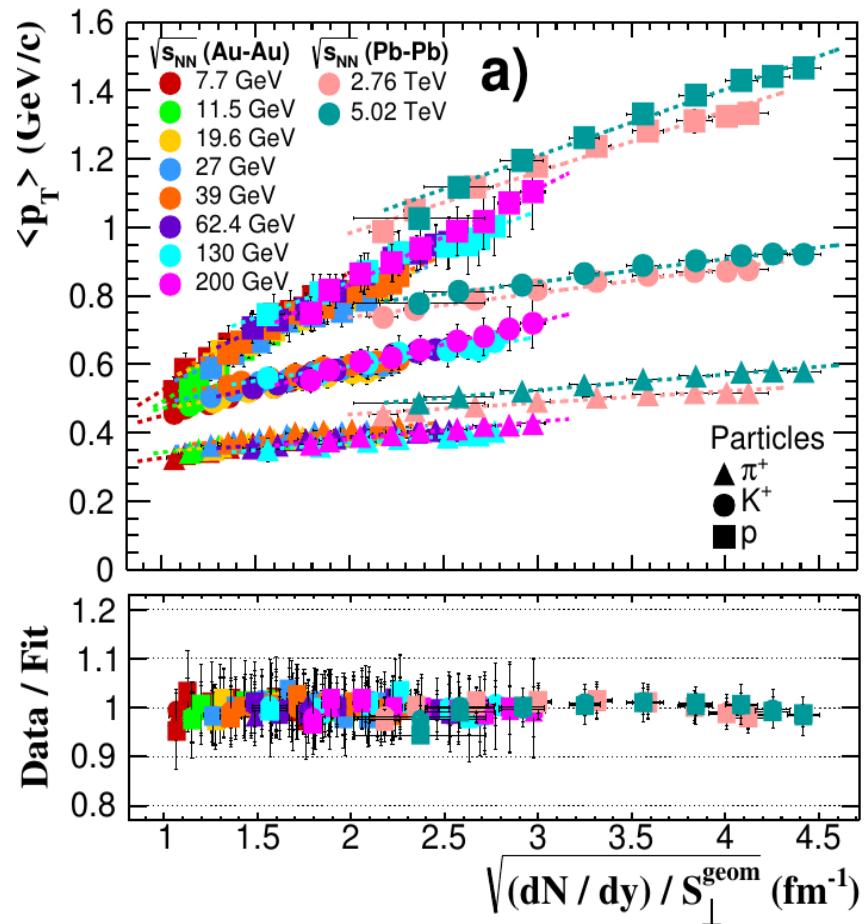 <p_T> (GeV/c)
1.6
1.4
1.2
1
0.8
0.6
0.4
0.2
0
√s_NN (Au-Au)
7.7 GeV
11.5 GeV
19.6 GeV
27 GeV
39 GeV
62.4 GeV
130 GeV
200 GeV
√s_NN (Pb-Pb)
2.76 TeV
5.02 TeV
a)
Particles
π⁺
K⁺
p
Data / Fit
1.2
1.1
1
0.9
0.8
1 1.5 2 2.5 3 3.5 4 4.5
√(dN / dy) / S_⊥^geom (fm⁻¹)